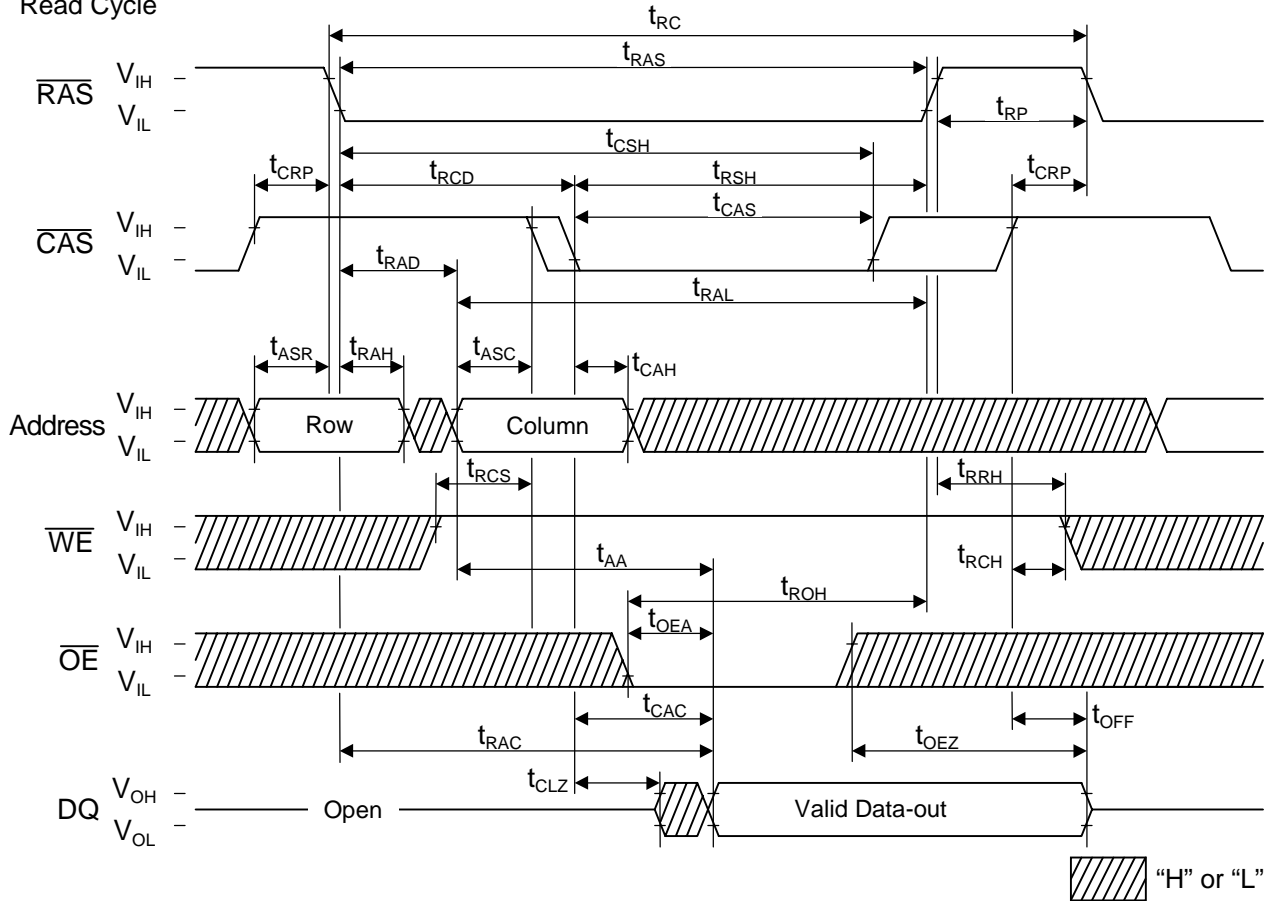 Read Cycle
tRC
RAS VIH
VIL
tRAS
tRP
tCSH
tCRP tRCD tRSH tCRP
CAS VIH
VIL
tCAS
tRAD
tRAL
tASR tRAH tASC tCAH
Address VIH
VIL
Row Column
tRCS tRRH
WE VIH
VIL
tAA tRCH
tROH
tOEA
OE VIH
VIL
tCAC tOFF
tRAC tOEZ
tCLZ
DQ VOH
VOL
Open Valid Data-out
“H” or “L”